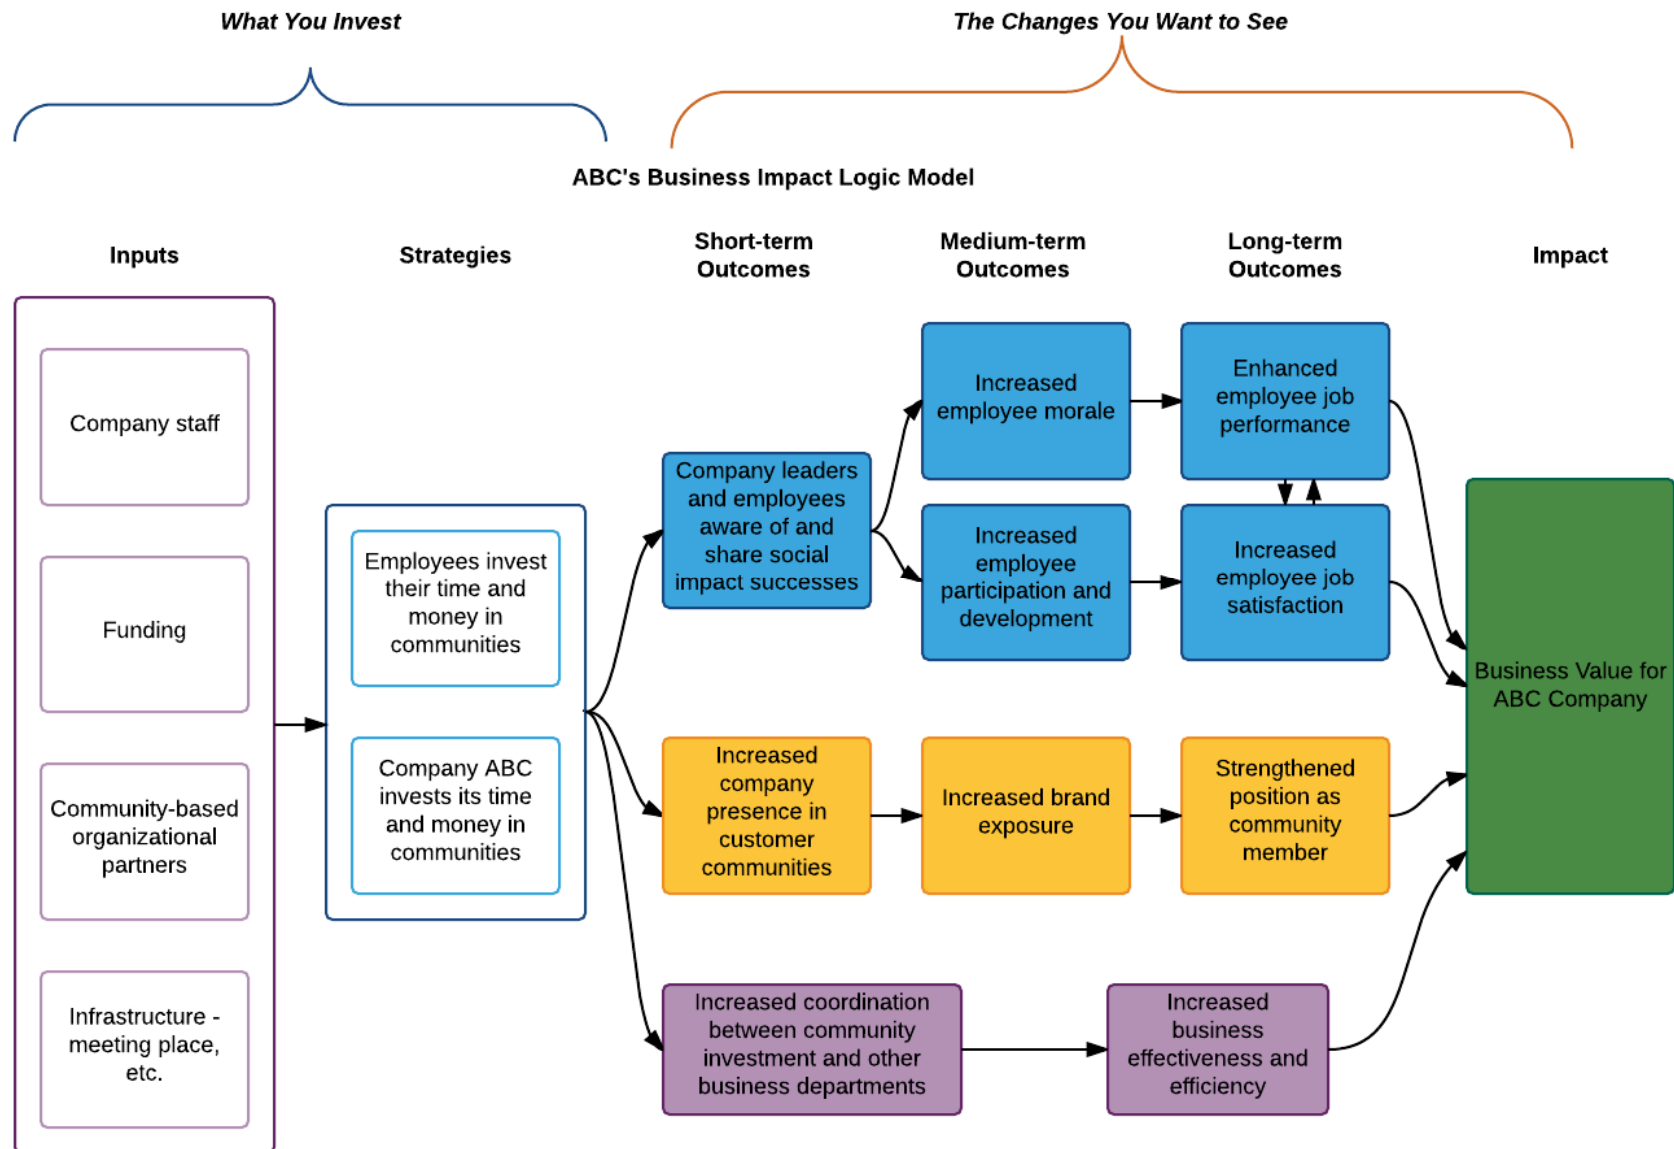 What You Invest
The Changes You Want to See
ABC's Business Impact Logic Model
Inputs
Strategies
Short-term
Outcomes
Medium-term
Outcomes
Long-term
Outcomes
Impact
Company staff
Funding
Community-based
organizational
partners
Infrastructure -
meeting place,
etc.
Employees invest
their time and
money in
communities
Company ABC
invests its time
and money in
communities
Company leaders
and employees
aware of and
share social
impact successes
Increased
employee morale
Enhanced
employee job
performance
Increased
employee
participation and
development
Increased
employee job
satisfaction
Increased
company
presence in
customer
communities
Increased brand
exposure
Strengthened
position as
community
member
Increased coordination
between community
investment and other
business departments
Increased
business
effectiveness and
efficiency
Business Value for
ABC Company